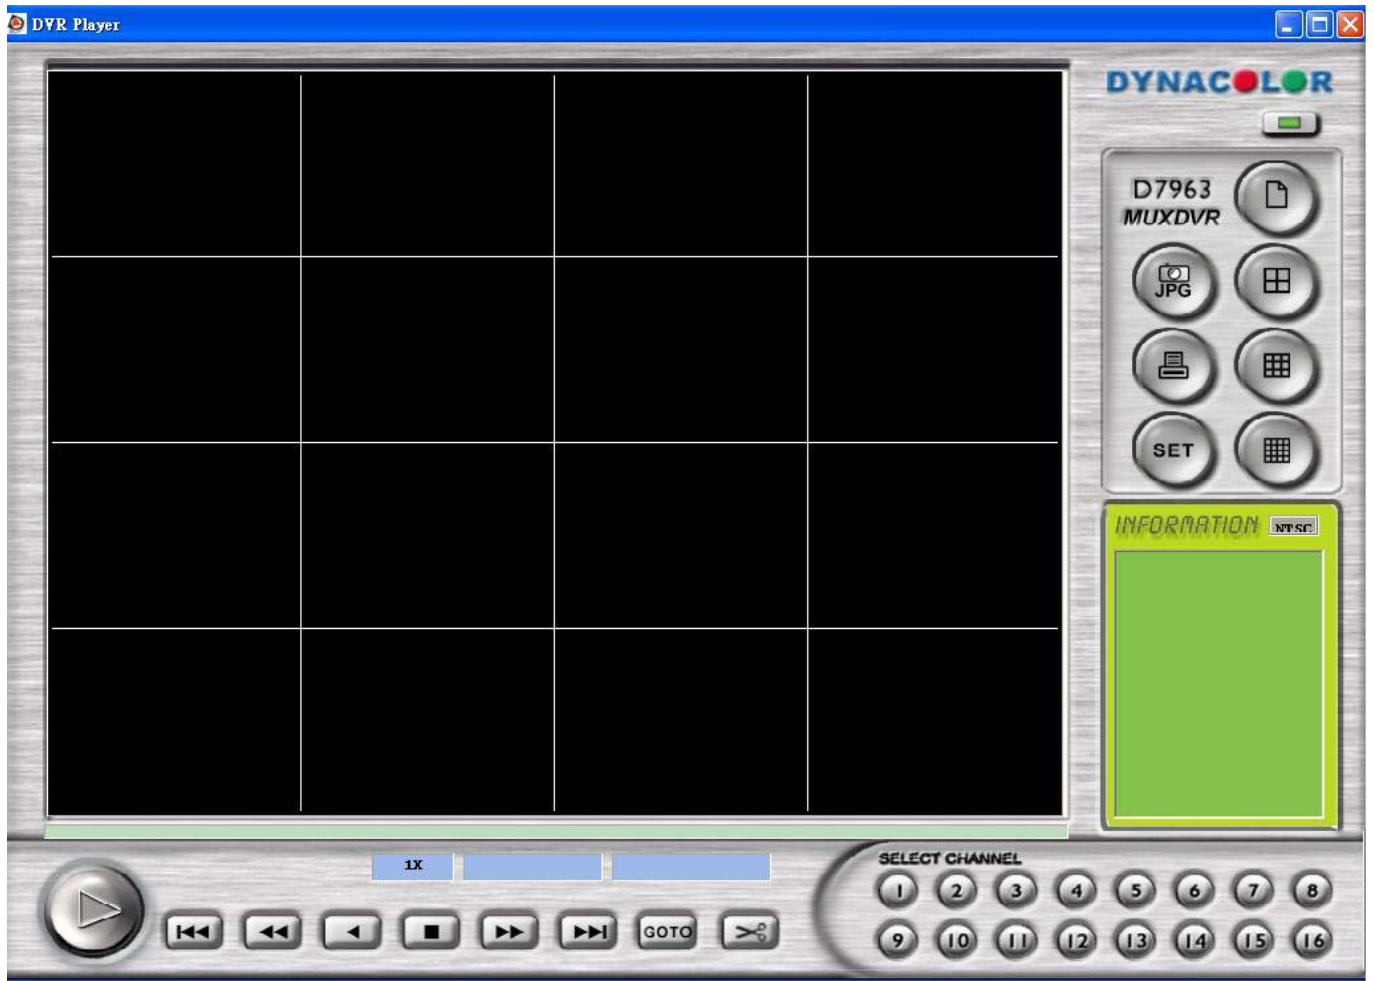 DVR Player
DYNACOLOR
D7963
MUXDVR
JPG
SET
INFORMATION NTSC
1X
SELECT CHANNEL
1 2 3 4 5 6 7 8
GOTO
9 10 11 12 13 14 15 16